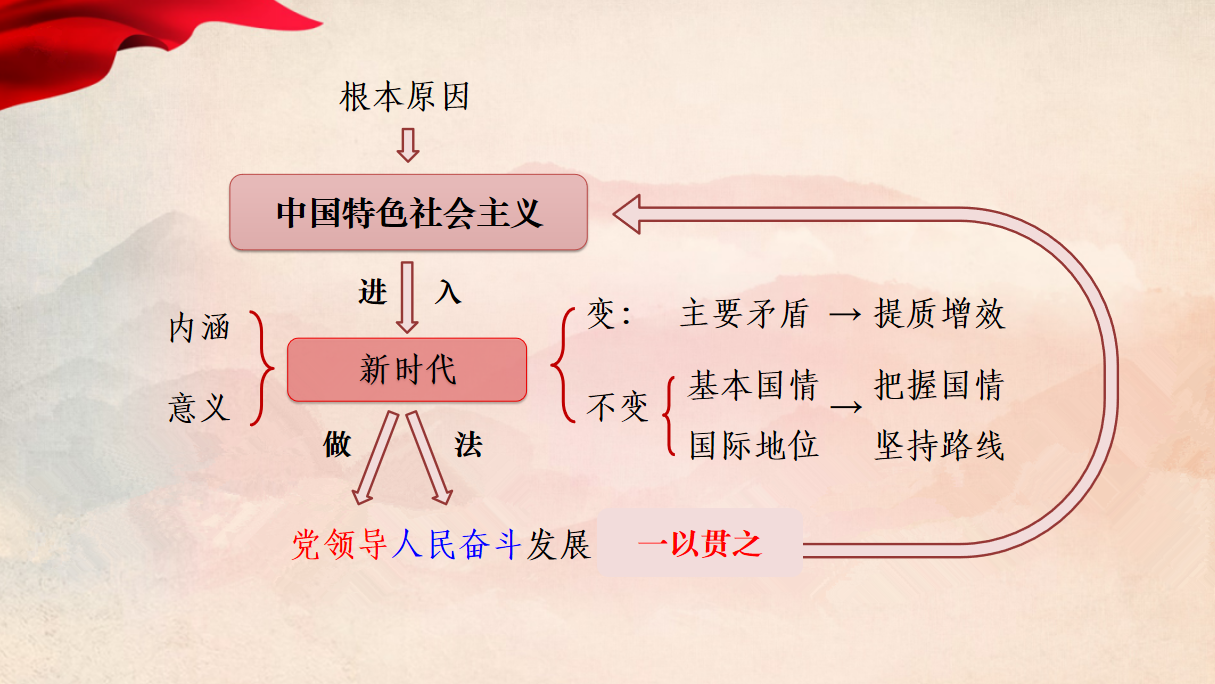 根本原因
中国特色社会主义
进 入
内涵
意义
新时代
变： 主要矛盾 → 提质增效
不变
基本国情 → 把握国情
国际地位 坚持路线
做 法
党领导人民奋斗发展 一以贯之